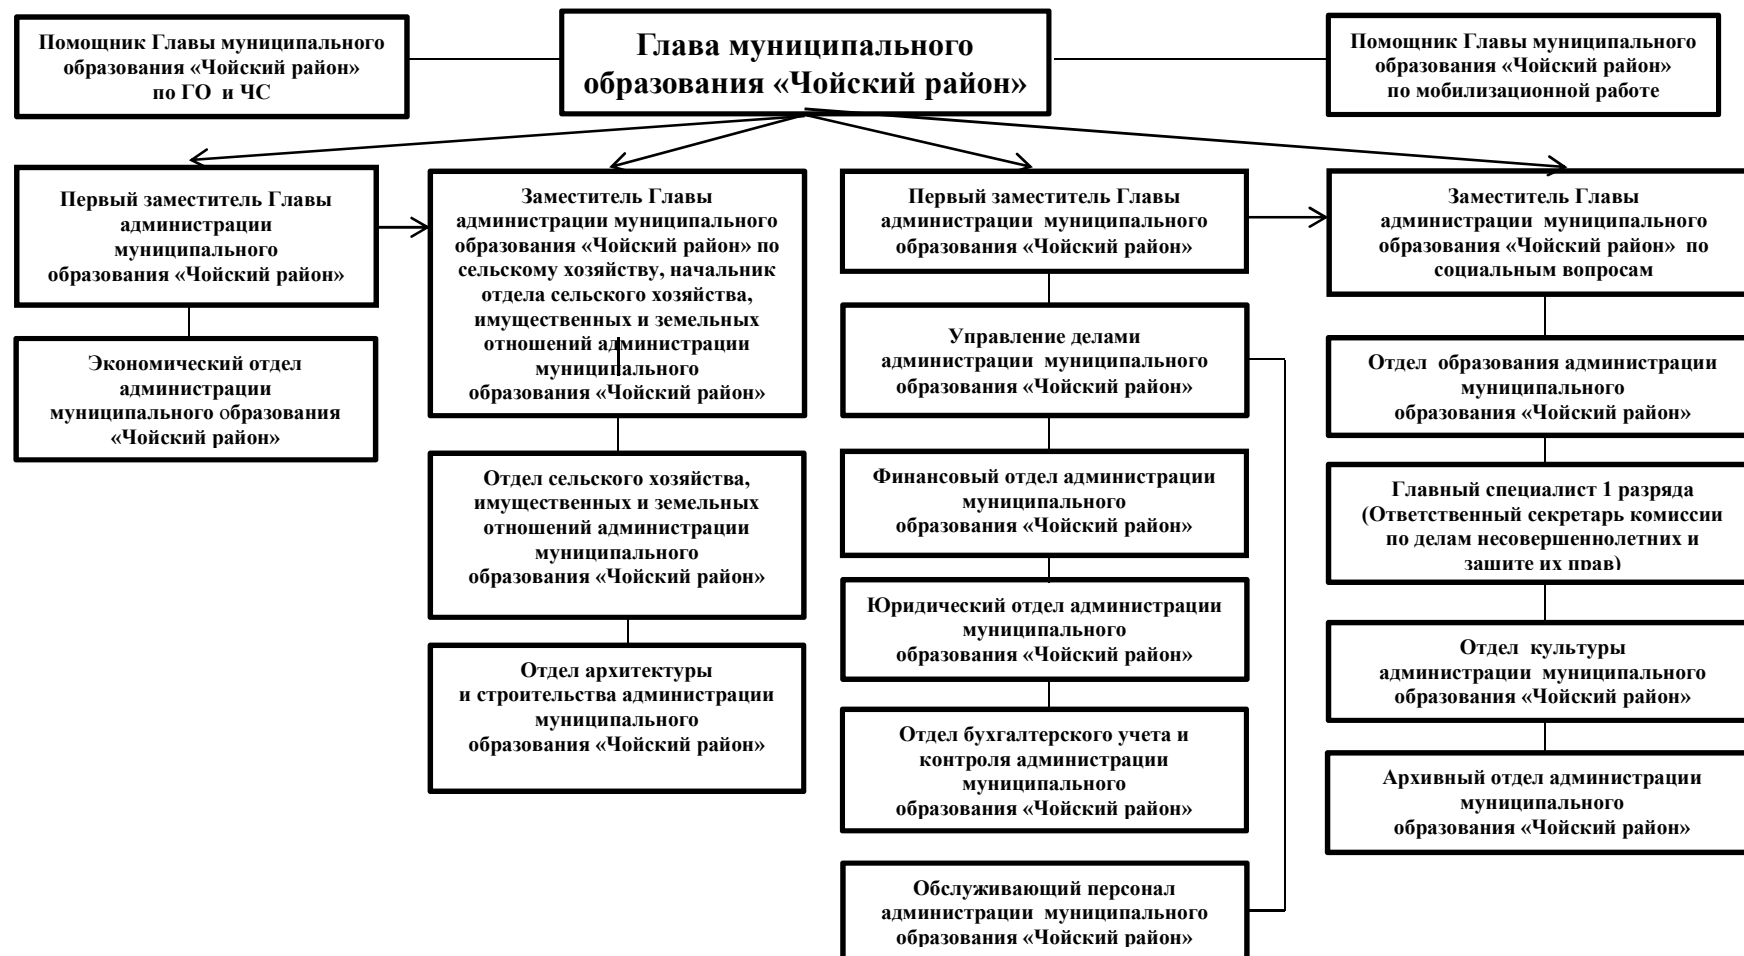 Помощник Главы муниципального
образования «Чойский район»
по ГО и ЧС
Глава муниципального
образования «Чойский район»
Помощник Главы муниципального
образования «Чойский район»
по мобилизационной работе
Первый заместитель Главы
администрации
муниципального
образования «Чойский район»
Экономический отдел
администрации
муниципального образования
«Чойский район»
Заместитель Главы
администрации муниципального
образования «Чойский район» по
сельскому хозяйству, начальник
отдела сельского хозяйства,
имущественных и земельных
отношений администрации
муниципального
образования «Чойский район»
Отдел сельского хозяйства,
имущественных и земельных
отношений администрации
муниципального
образования «Чойский район»
Отдел архитектуры
и строительства администрации
муниципального
образования «Чойский район»
Первый заместитель Главы
администрации муниципального
образования «Чойский район»
Управление делами
администрации муниципального
образования «Чойский район»
Финансовый отдел администрации
муниципального
образования «Чойский район»
Юридический отдел администрации
муниципального
образования «Чойский район»
Отдел бухгалтерского учета и
контроля администрации
муниципального
образования «Чойский район»
Обслуживающий персонал
администрации муниципального
образования «Чойский район»
Заместитель Главы
администрации муниципального
образования «Чойский район» по
социальным вопросам
Отдел образования администрации
муниципального
образования «Чойский район»
Главный специалист 1 разряда
(Ответственный секретарь комиссии
по делам несовершеннолетних и
защите их прав)
Отдел культуры
администрации муниципального
образования «Чойский район»
Архивный отдел администрации
муниципального
образования «Чойский район»